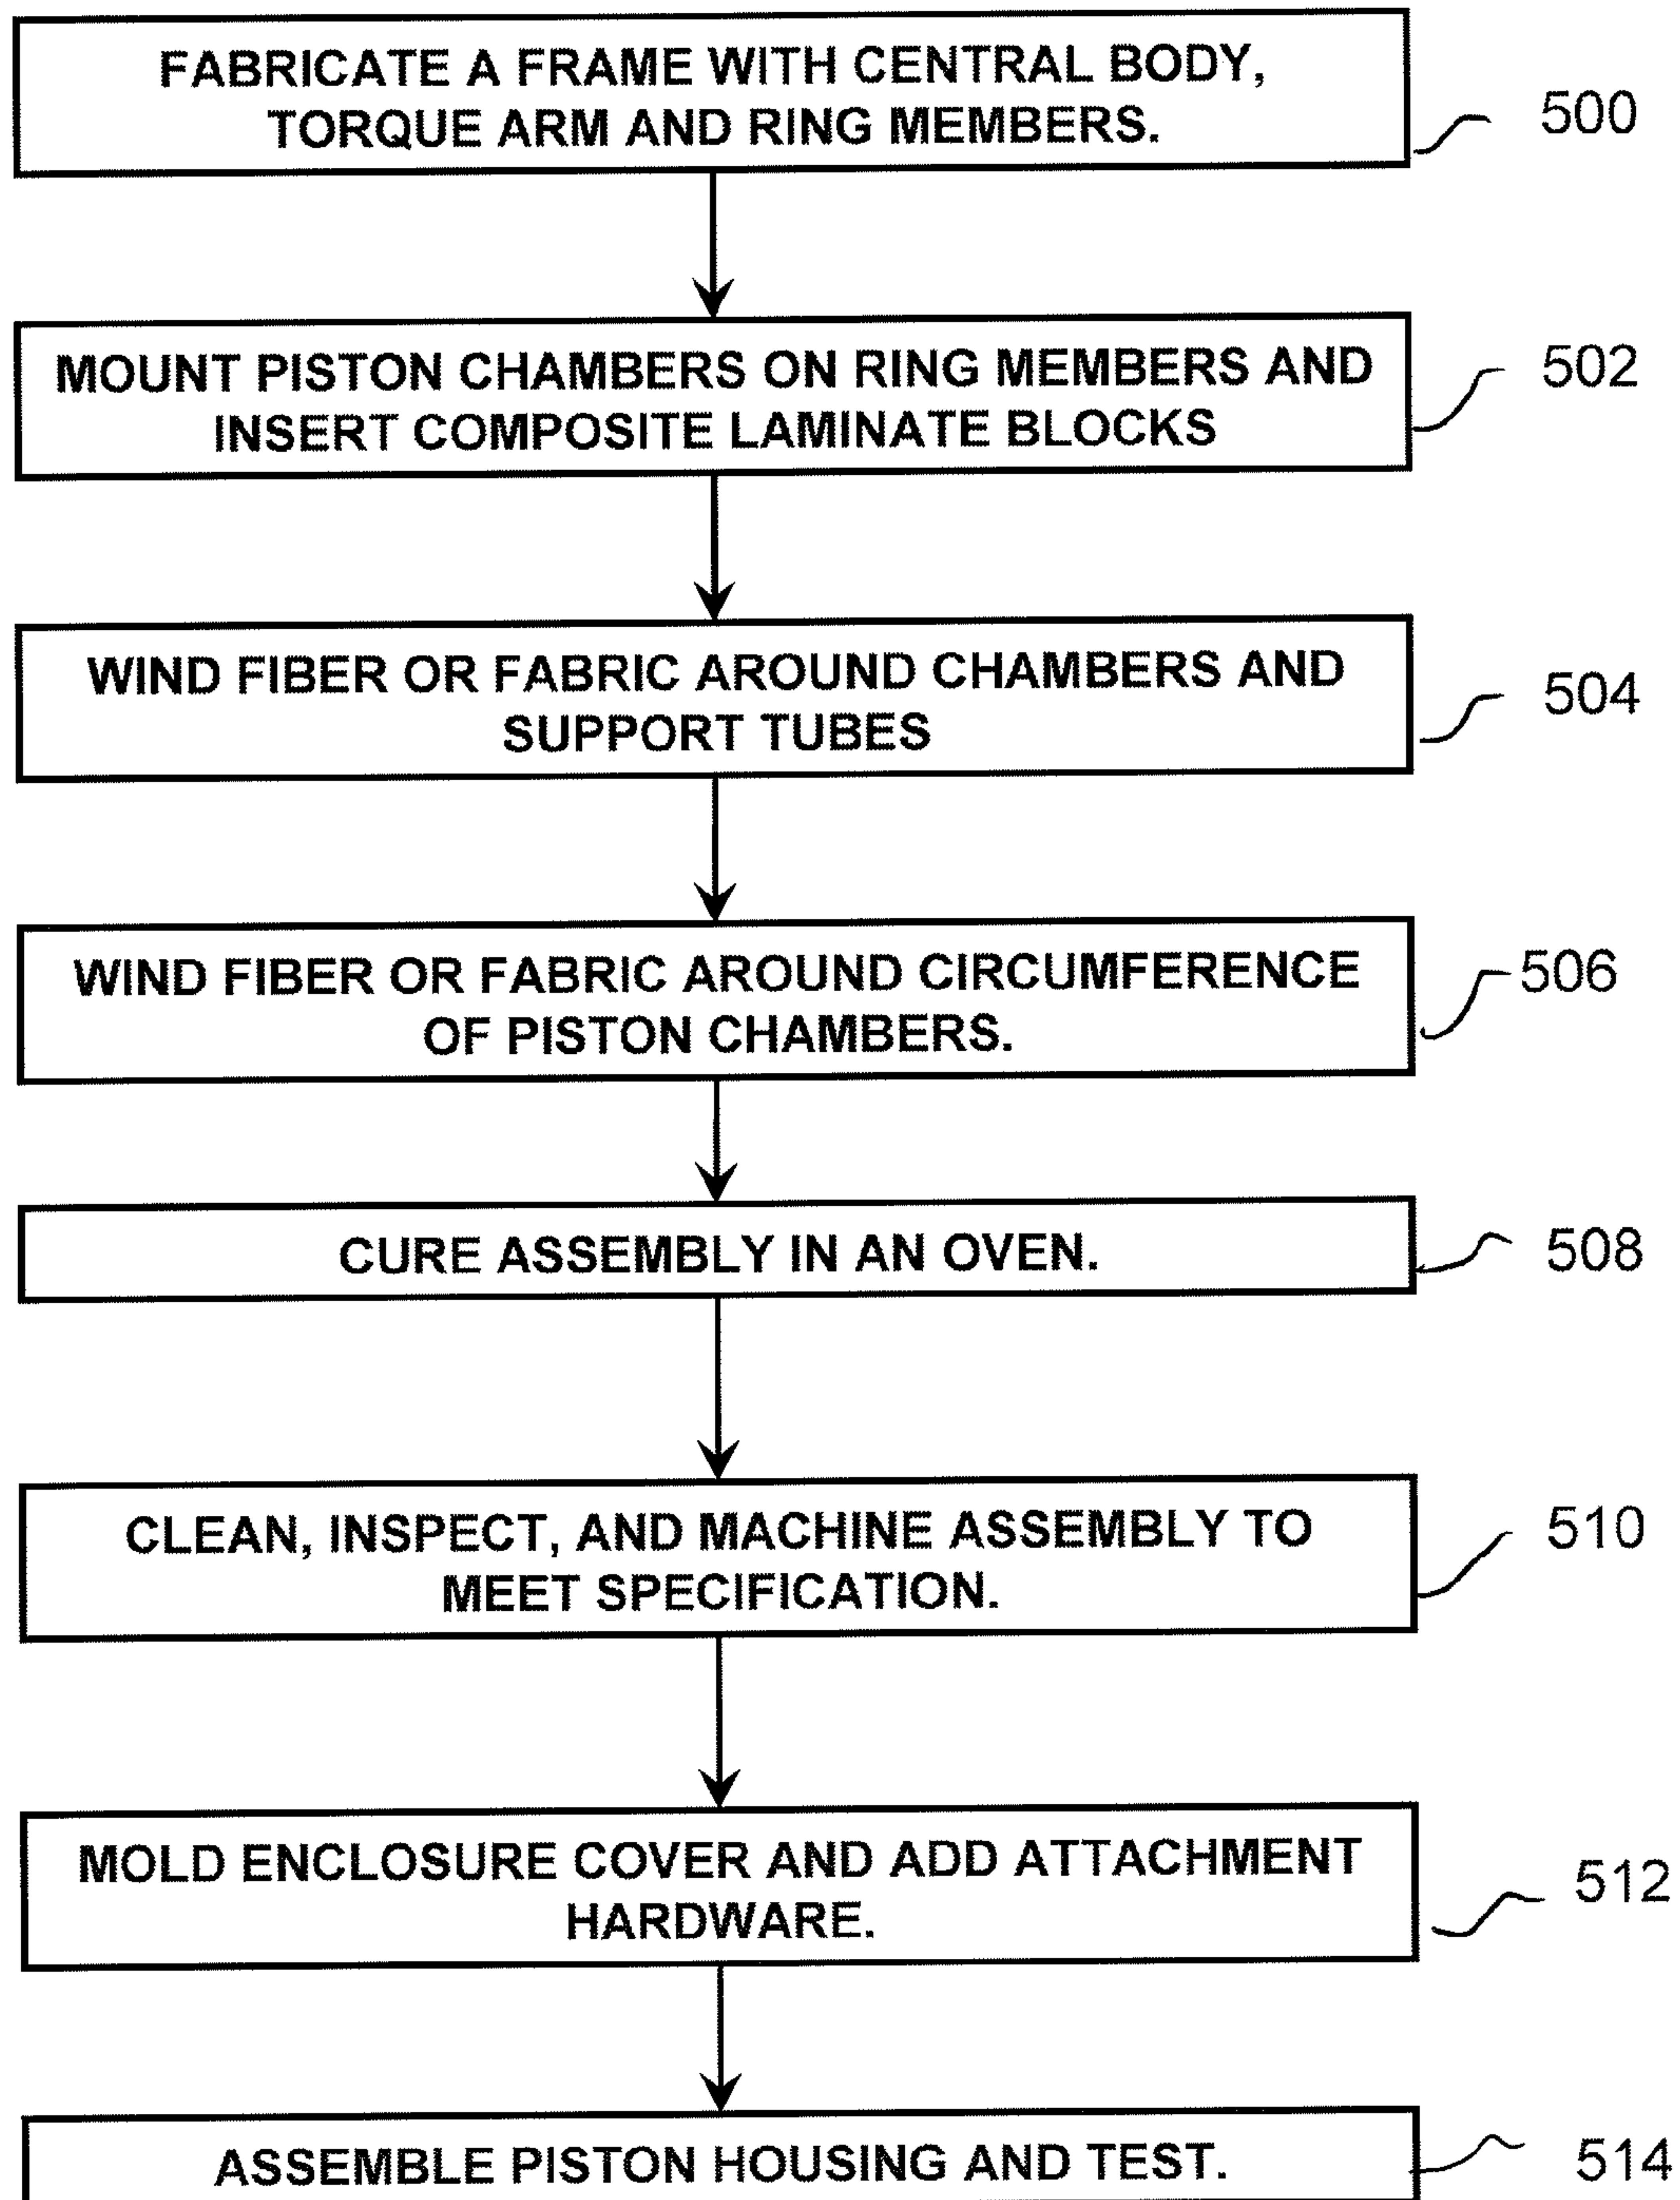 FABRICATE A FRAME WITH CENTRAL BODY,
TORQUE ARM AND RING MEMBERS.
500
MOUNT PISTON CHAMBERS ON RING MEMBERS AND
INSERT COMPOSITE LAMINATE BLOCKS
502
WIND FIBER OR FABRIC AROUND CHAMBERS AND
SUPPORT TUBES
504
WIND FIBER OR FABRIC AROUND CIRCUMFERENCE
OF PISTON CHAMBERS.
506
CURE ASSEMBLY IN AN OVEN.
508
CLEAN, INSPECT, AND MACHINE ASSEMBLY TO
MEET SPECIFICATION.
510
MOLD ENCLOSURE COVER AND ADD ATTACHMENT
HARDWARE.
512
ASSEMBLE PISTON HOUSING AND TEST.
514